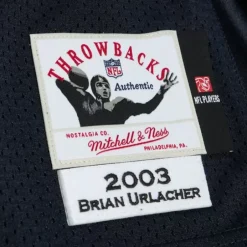 THROWBACKS
NFL
Authentic
NOSTALGIA CO.
Mitchell & Ness
PHILADELPHIA, PA.
NFL PLAYERS
2003
BRIAN URLACHER